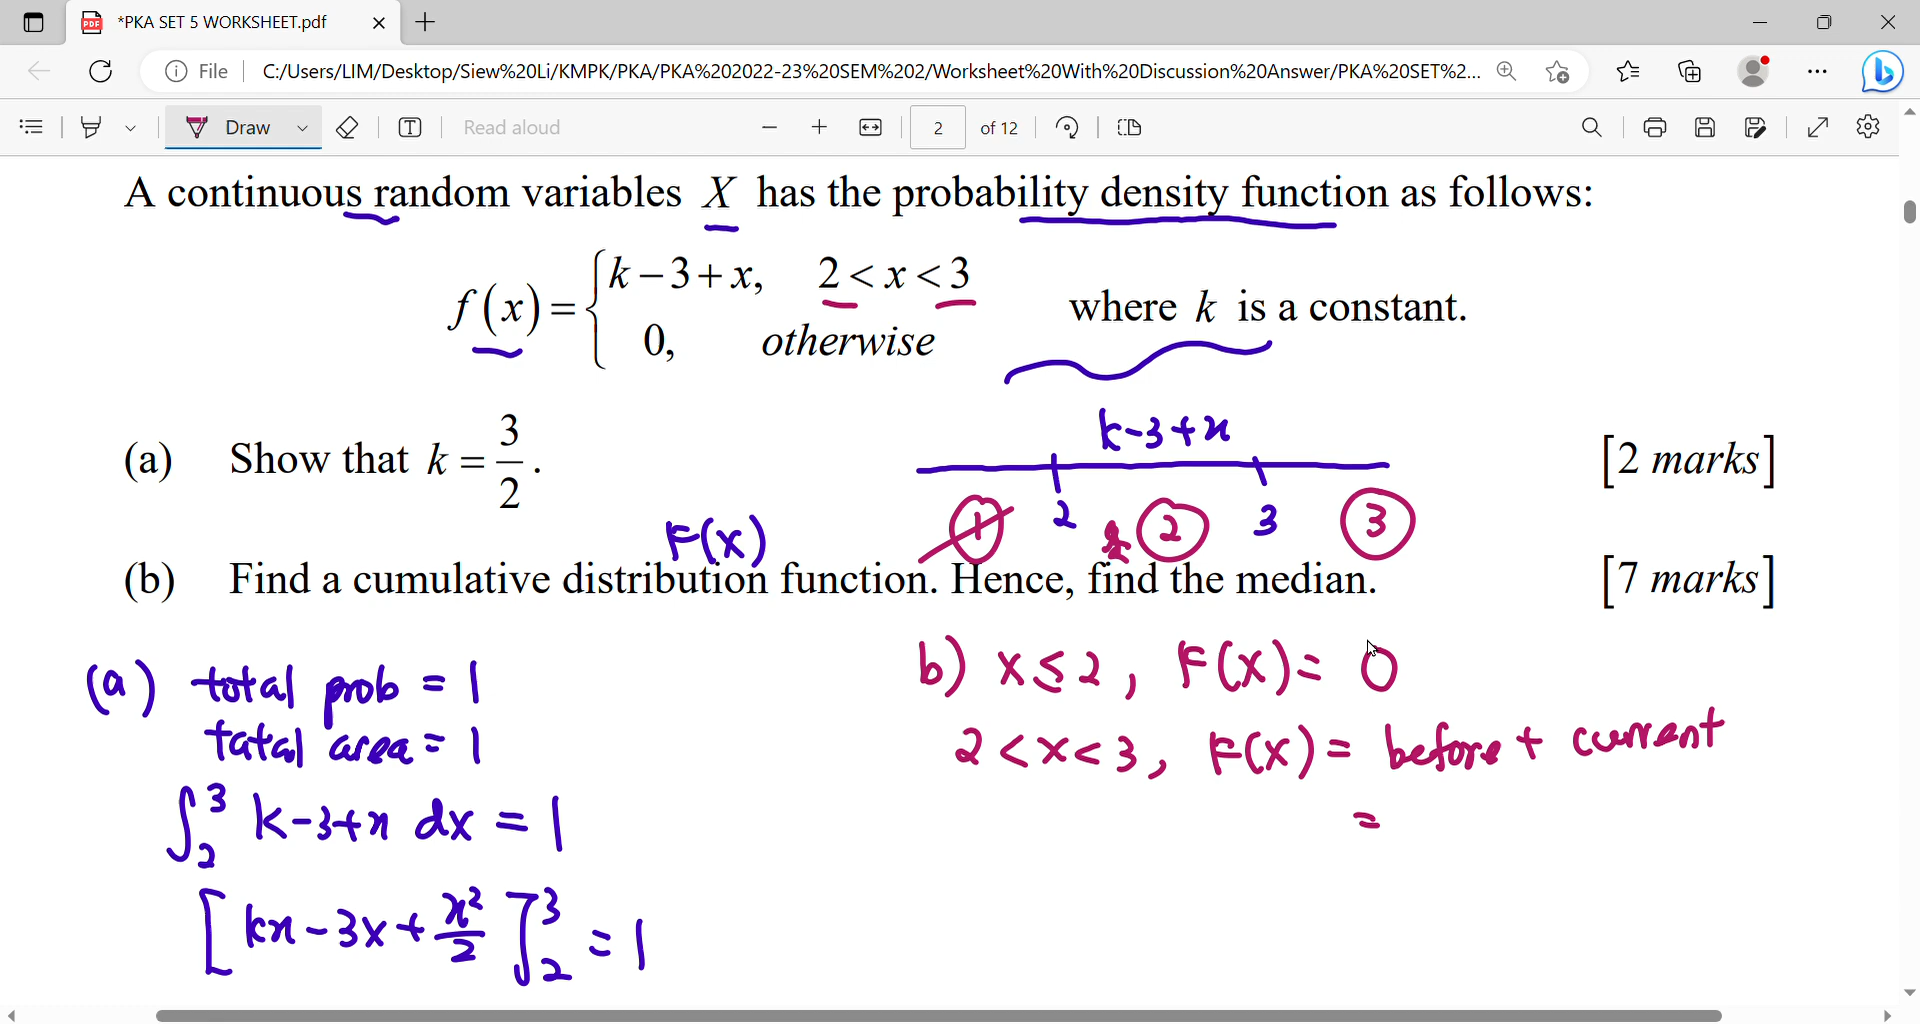 *PKA SET 5 WORKSHEET.pdf
File C:/Users/LIM/Desktop/Siew%20Li/KMPK/PKA/PKA%202022-23%20SEM%202/Worksheet%20With%20Discussion%20Answer/PKA%20SET%2...
Draw Read aloud 2 of 12
A continuous random variables X has the probability density function as follows:
f(x) = { k − 3 + x, 2 < x < 3
0, otherwise
where k is a constant.
k-3+x
(a) Show that k = 3/2 . [2 marks]
1 2 2 3 3
F(x)
(b) Find a cumulative distribution function. Hence, find the median. [7 marks]
(a) total prob = 1
tatal area = 1
∫₂³ k-3+x dx = 1
[kx - 3x + x²/2]₂³ = 1
b) x ≤ 2, F(x) = 0
2 < x < 3, F(x) = before + current
=